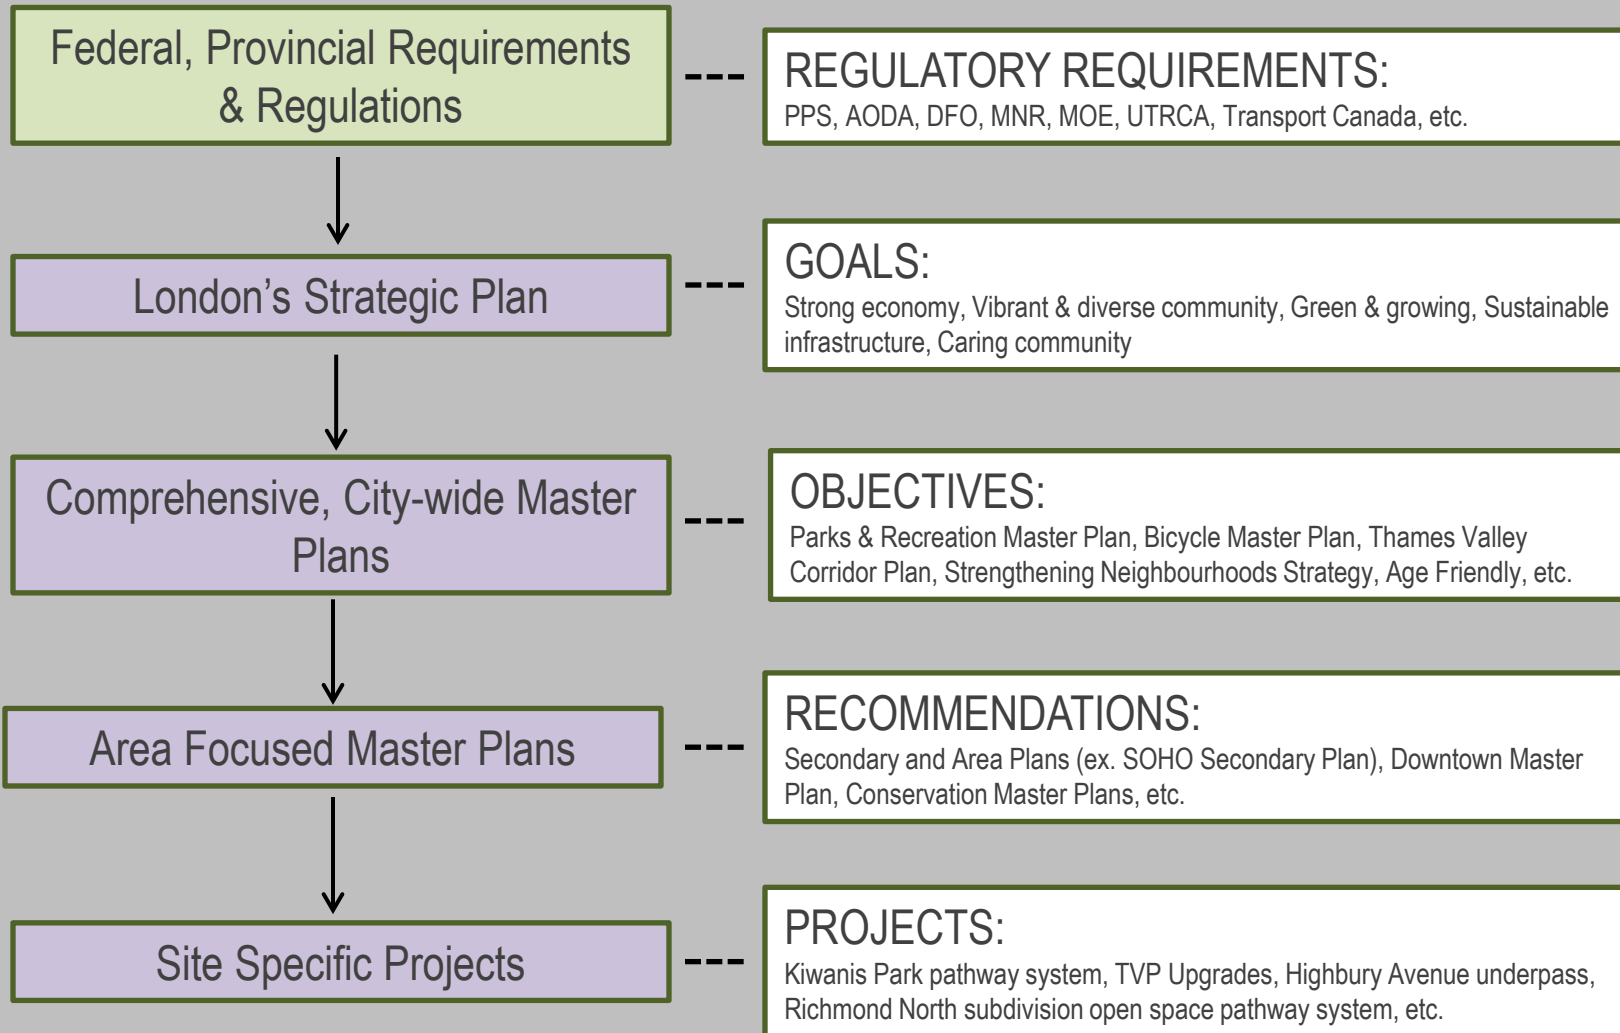 Federal, Provincial Requirements
& Regulations
REGULATORY REQUIREMENTS:
PPS, AODA, DFO, MNR, MOE, UTRCA, Transport Canada, etc.
London’s Strategic Plan
GOALS:
Strong economy, Vibrant & diverse community, Green & growing, Sustainable
infrastructure, Caring community
Comprehensive, City-wide Master
Plans
OBJECTIVES:
Parks & Recreation Master Plan, Bicycle Master Plan, Thames Valley
Corridor Plan, Strengthening Neighbourhoods Strategy, Age Friendly, etc.
Area Focused Master Plans
RECOMMENDATIONS:
Secondary and Area Plans (ex. SOHO Secondary Plan), Downtown Master
Plan, Conservation Master Plans, etc.
Site Specific Projects
PROJECTS:
Kiwanis Park pathway system, TVP Upgrades, Highbury Avenue underpass,
Richmond North subdivision open space pathway system, etc.